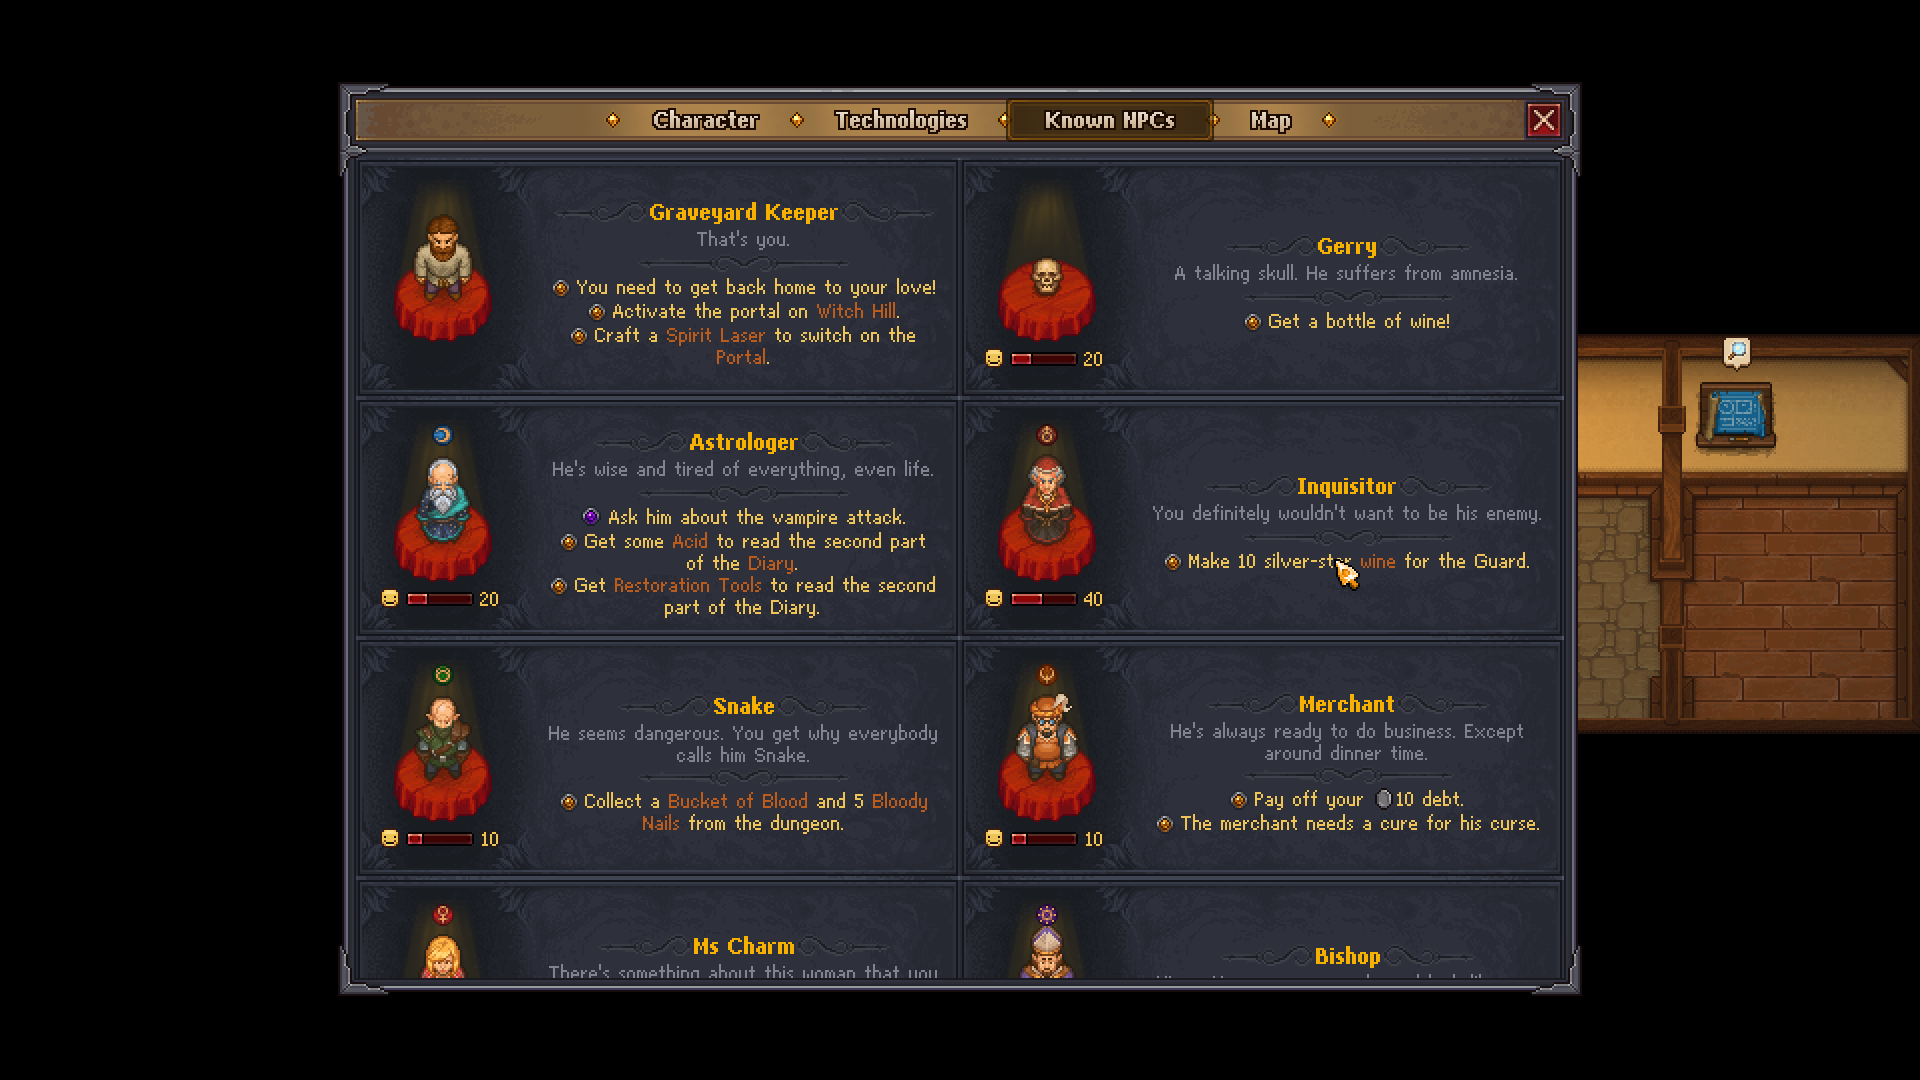 Character
Technologies
Known NPCs
Map
Graveyard Keeper
That's you.
You need to get back home to your love!
Activate the portal on Witch Hill.
Craft a Spirit Laser to switch on the
Portal.
Gerry
A talking skull. He suffers from amnesia.
Get a bottle of wine!
20
Astrologer
He's wise and tired of everything, even life.
Ask him about the vampire attack.
Get some Acid to read the second part
of the Diary.
Get Restoration Tools to read the second
part of the Diary.
20
Inquisitor
You definitely wouldn't want to be his enemy.
Make 10 silver-star wine for the Guard.
40
Snake
He seems dangerous. You get why everybody
calls him Snake.
Collect a Bucket of Blood and 5 Bloody
Nails from the dungeon.
10
Merchant
He's always ready to do business. Except
around dinner time.
Pay off your 10 debt.
The merchant needs a cure for his curse.
10
Ms Charm
There's something about this woman that you
Bishop